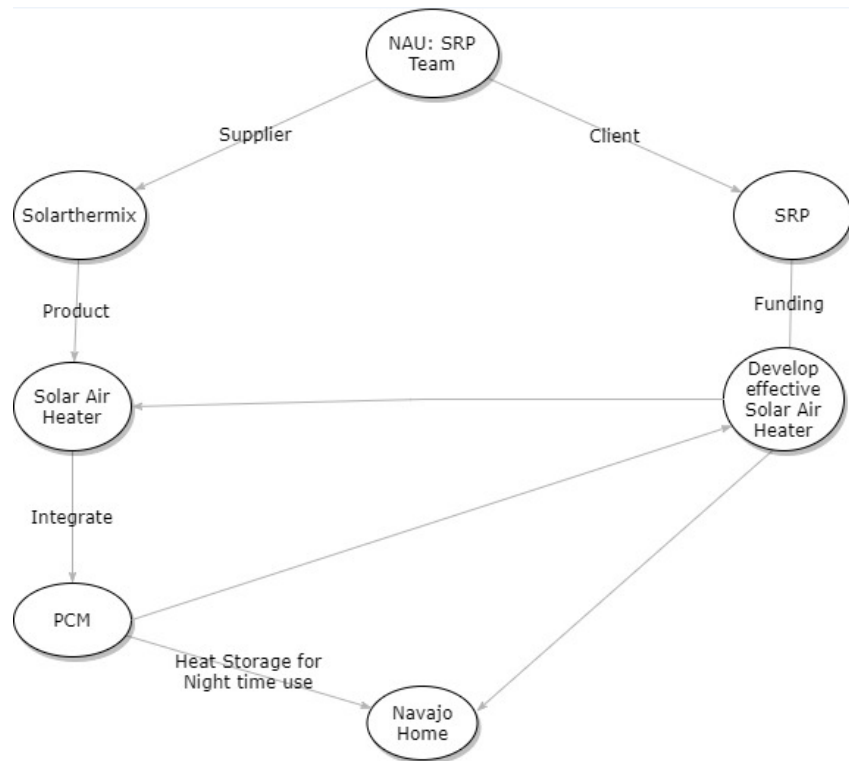 NAU: SRP
Team
Supplier
Client
Solarthermix
SRP
Product
Funding
Solar Air
Heater
Develop
effective
Solar Air
Heater
Integrate
PCM
Heat Storage for
Night time use
Navajo
Home